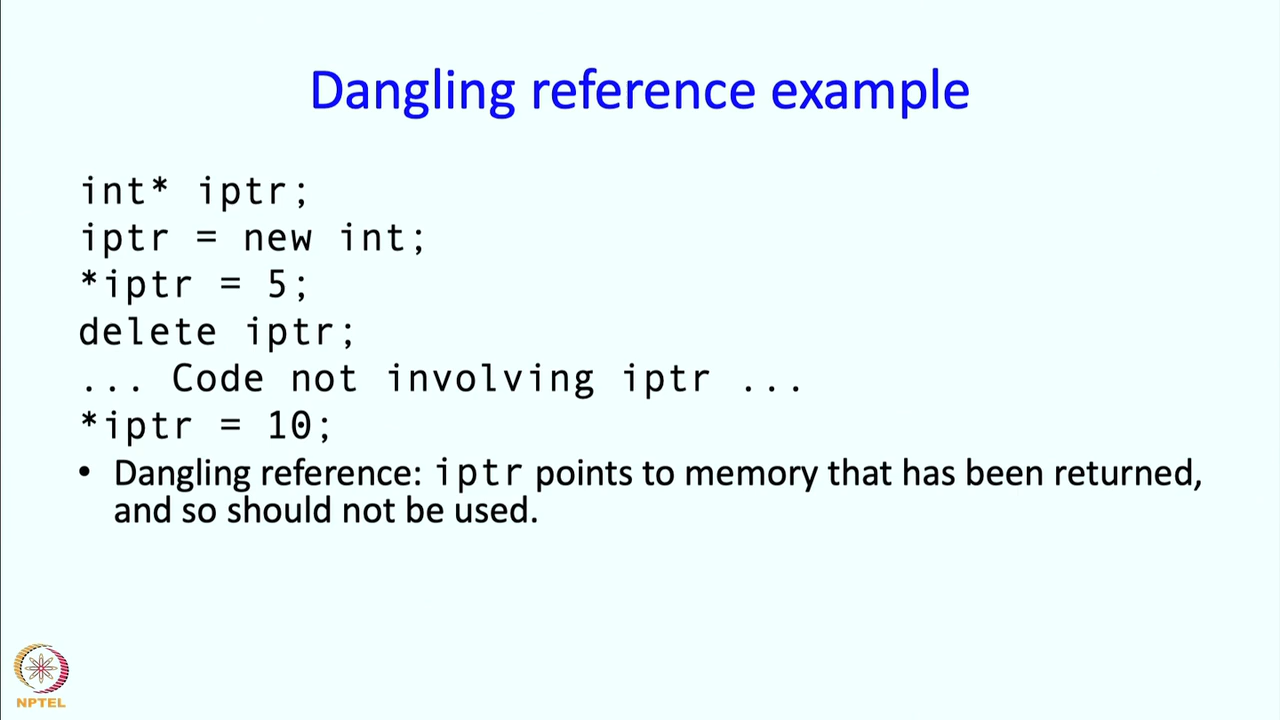 Dangling reference example
int* iptr;
iptr = new int;
*iptr = 5;
delete iptr;
... Code not involving iptr ...
*iptr = 10;
• Dangling reference: iptr points to memory that has been returned,
and so should not be used.
NPTEL